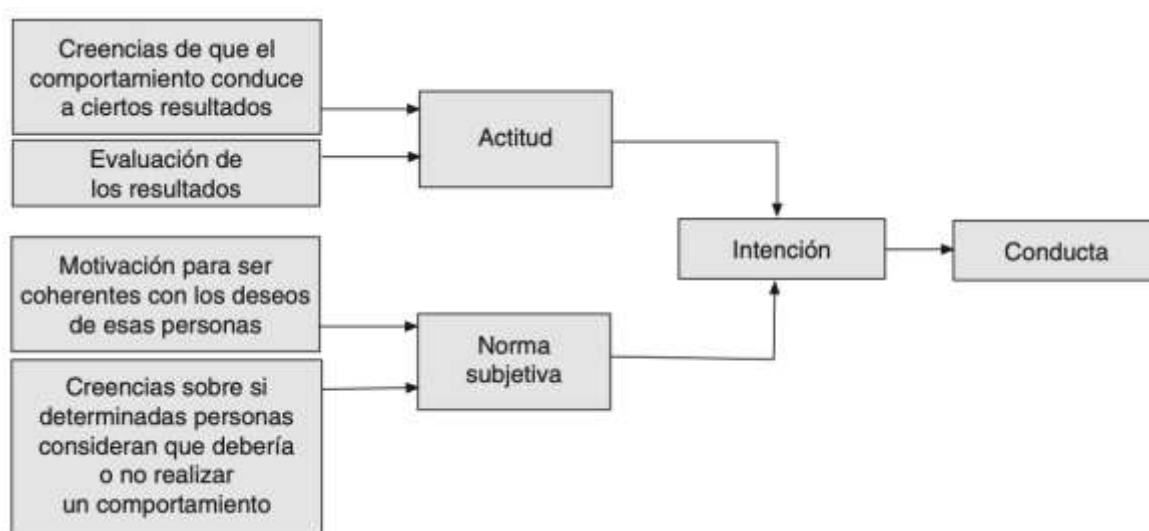 Creencias de que el
comportamiento conduce
a ciertos resultados
Evaluación de
los resultados
Actitud
Motivación para ser
coherentes con los deseos
de esas personas
Creencias sobre si
determinadas personas
consideran que debería
o no realizar
un comportamiento
Norma
subjetiva
Intención
Conducta